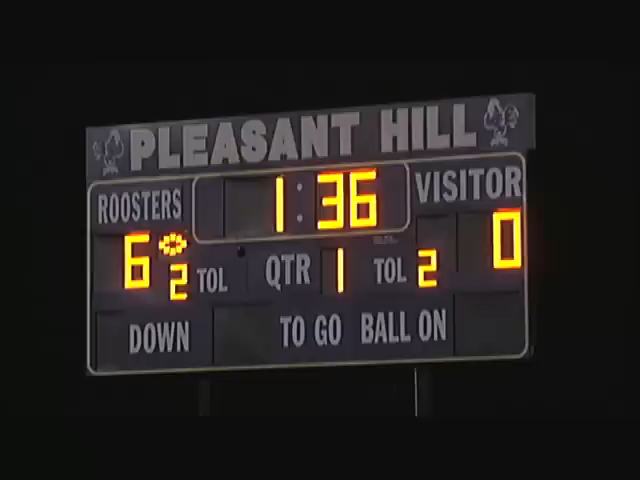 PLEASANT HILL
ROOSTERS 1:36 VISITOR
6 0
2 TOL QTR 1 TOL 2
DOWN TO GO BALL ON